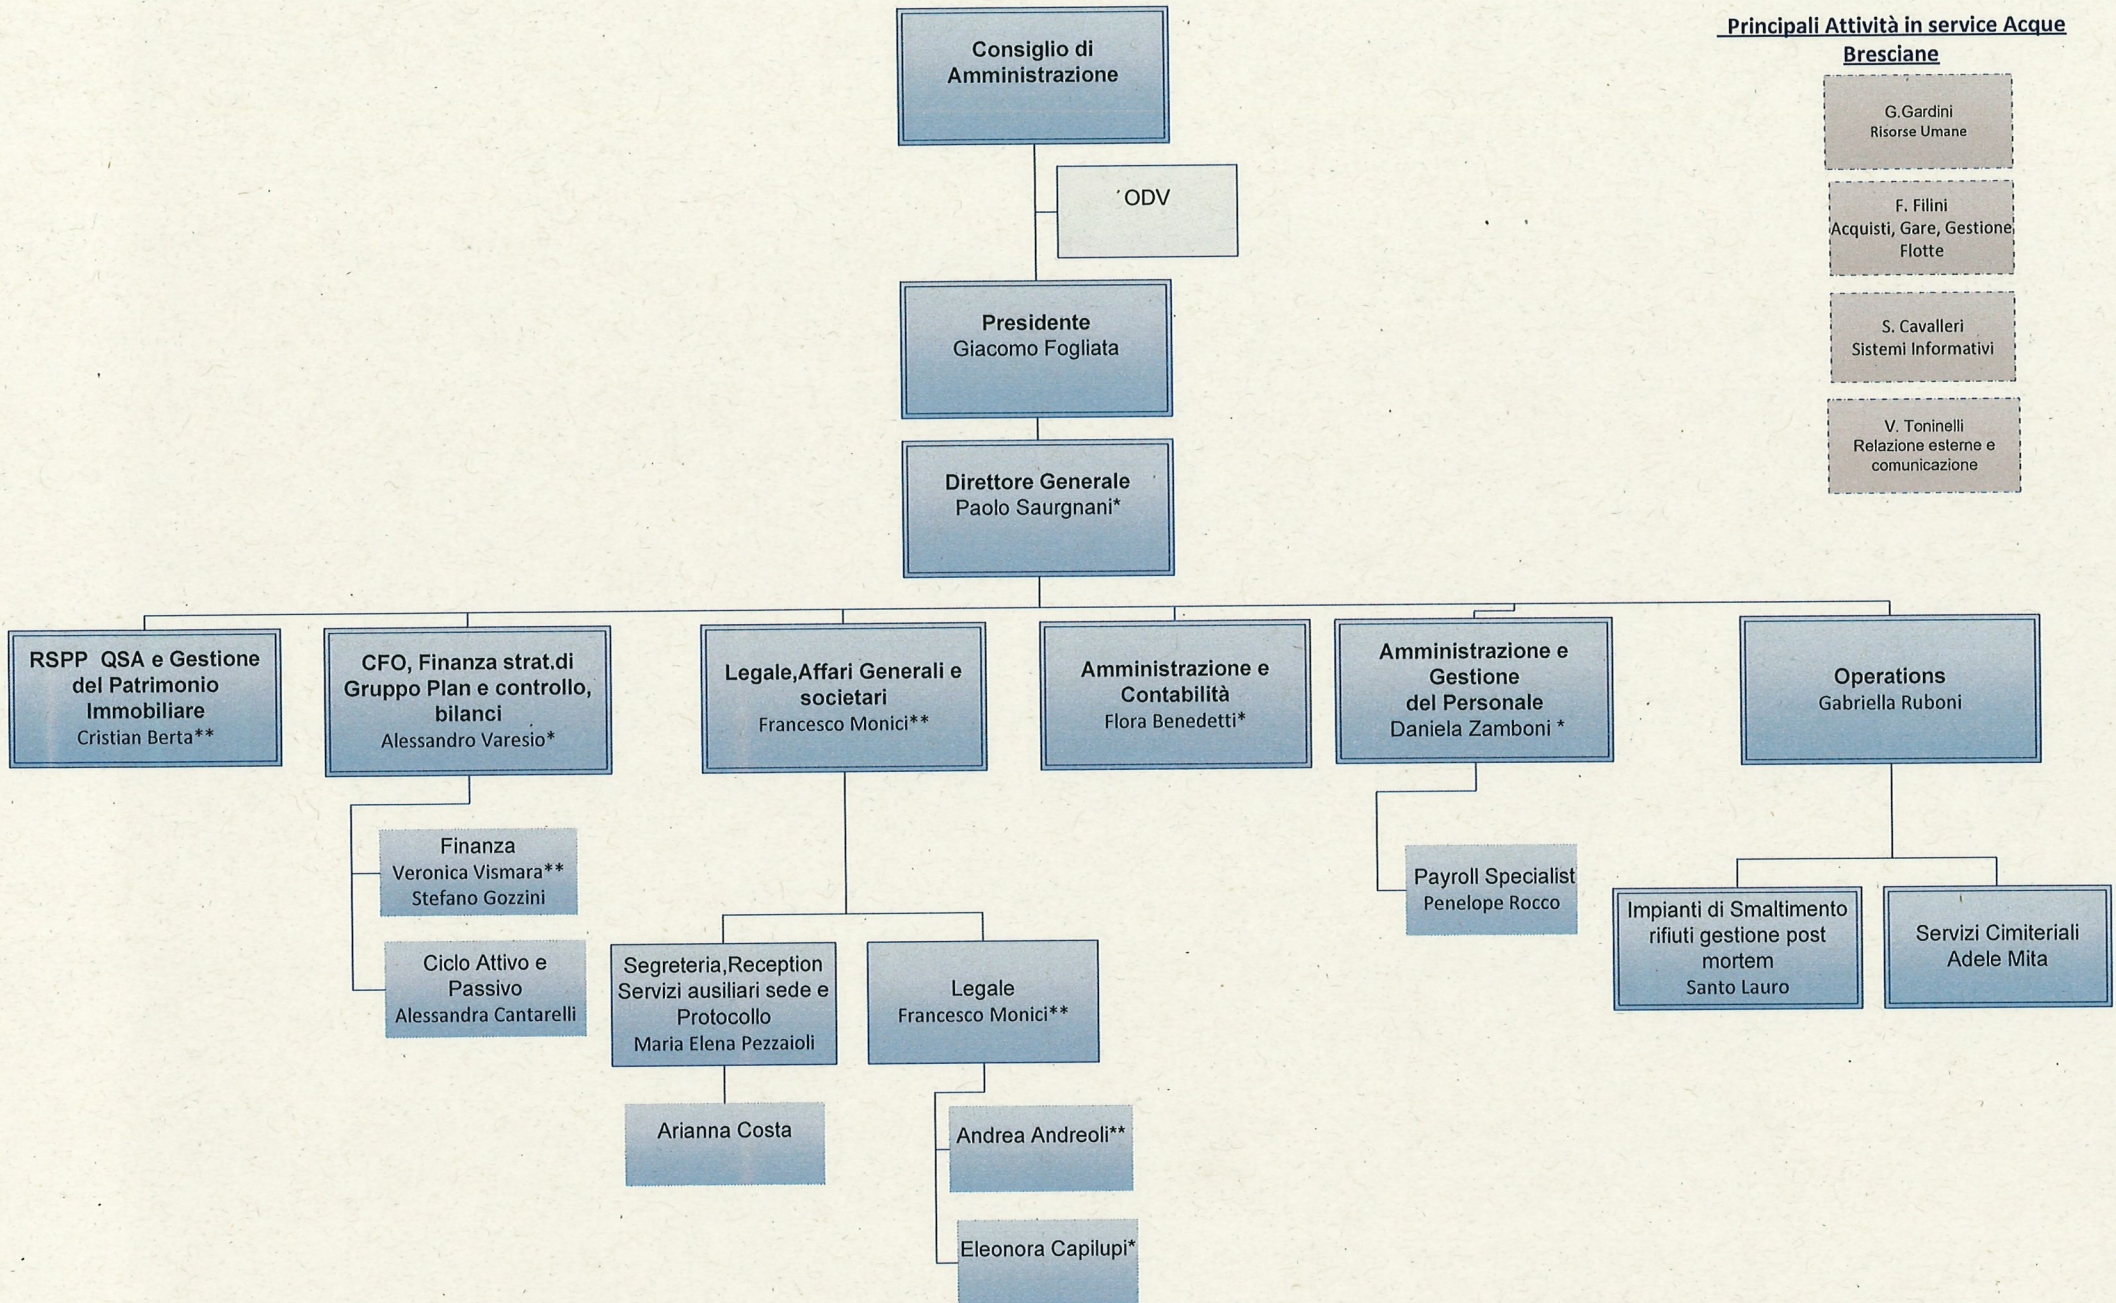 Principali Attività in service Acque
Bresciane
G.Gardini
Risorse Umane
F. Filini
Acquisti, Gare, Gestione
Flotte
S. Cavalleri
Sistemi Informativi
V. Toninelli
Relazione esterne e
comunicazione
Consiglio di
Amministrazione
ODV
Presidente
Giacomo Fogliata
Direttore Generale
Paolo Saurgnani*
RSPP QSA e Gestione
del Patrimonio
Immobiliare
Cristian Berta**
CFO, Finanza strat.di
Gruppo Plan e controllo,
bilanci
Alessandro Varesio*
Legale,Affari Generali e
societari
Francesco Monici**
Amministrazione e
Contabilità
Flora Benedetti*
Amministrazione e
Gestione
del Personale
Daniela Zamboni *
Operations
Gabriella Ruboni
Finanza
Veronica Vismara**
Stefano Gozzini
Ciclo Attivo e
Passivo
Alessandra Cantarelli
Segreteria,Reception
Servizi ausiliari sede e
Protocollo
Maria Elena Pezzaioli
Arianna Costa
Legale
Francesco Monici**
Andrea Andreoli**
Eleonora Capilupi*
Payroll Specialist
Penelope Rocco
Impianti di Smaltimento
rifiuti gestione post
mortem
Santo Lauro
Servizi Cimiteriali
Adele Mita